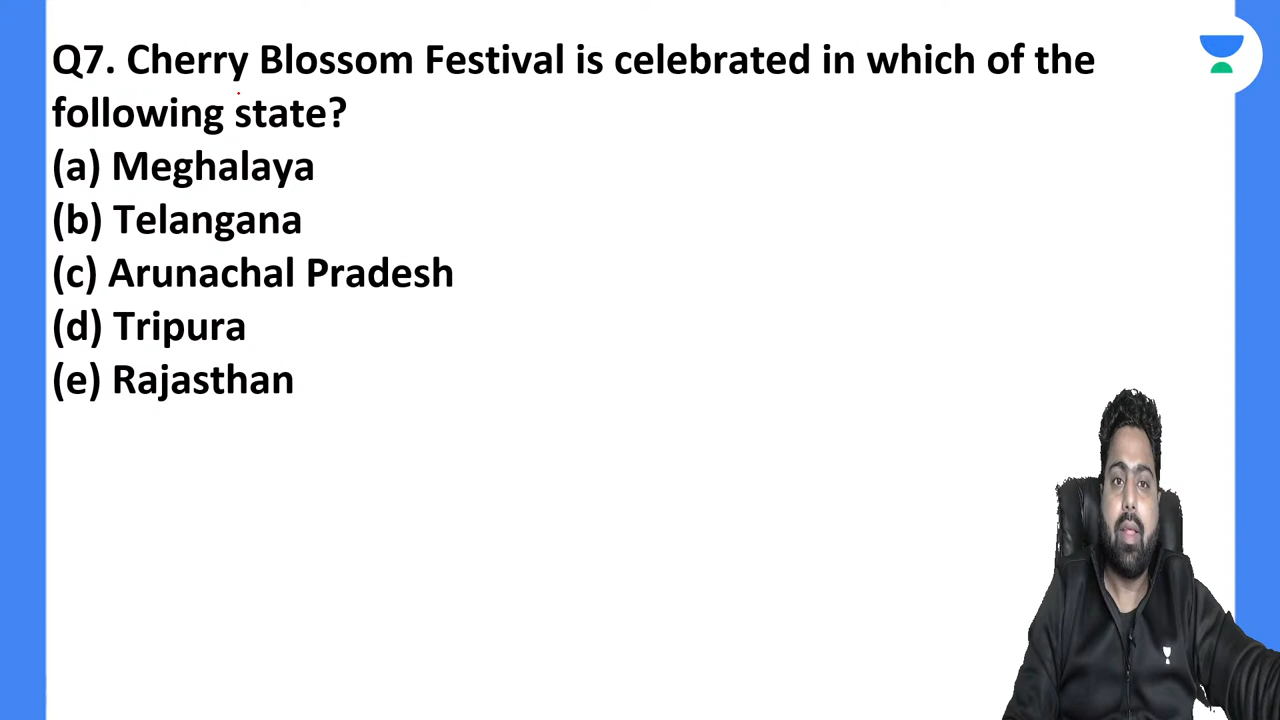 Q7. Cherry Blossom Festival is celebrated in which of the
following state?
(a) Meghalaya
(b) Telangana
(c) Arunachal Pradesh
(d) Tripura
(e) Rajasthan